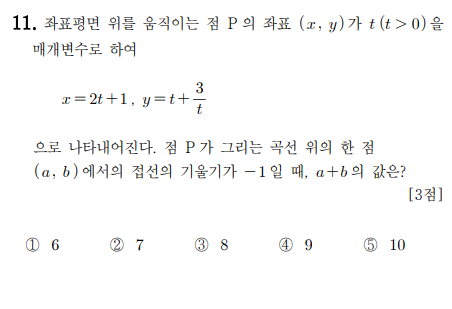 11. 좌표평면 위를 움직이는 점 P의 좌표 (x, y)가 t(t>0)을
매개변수로 하여
x=2t+1, y=t+3/t
으로 나타내어진다. 점 P가 그리는 곡선 위의 한 점
(a, b)에서의 접선의 기울기가 −1일 때, a+b의 값은?
[3점]
① 6 ② 7 ③ 8 ④ 9 ⑤ 10